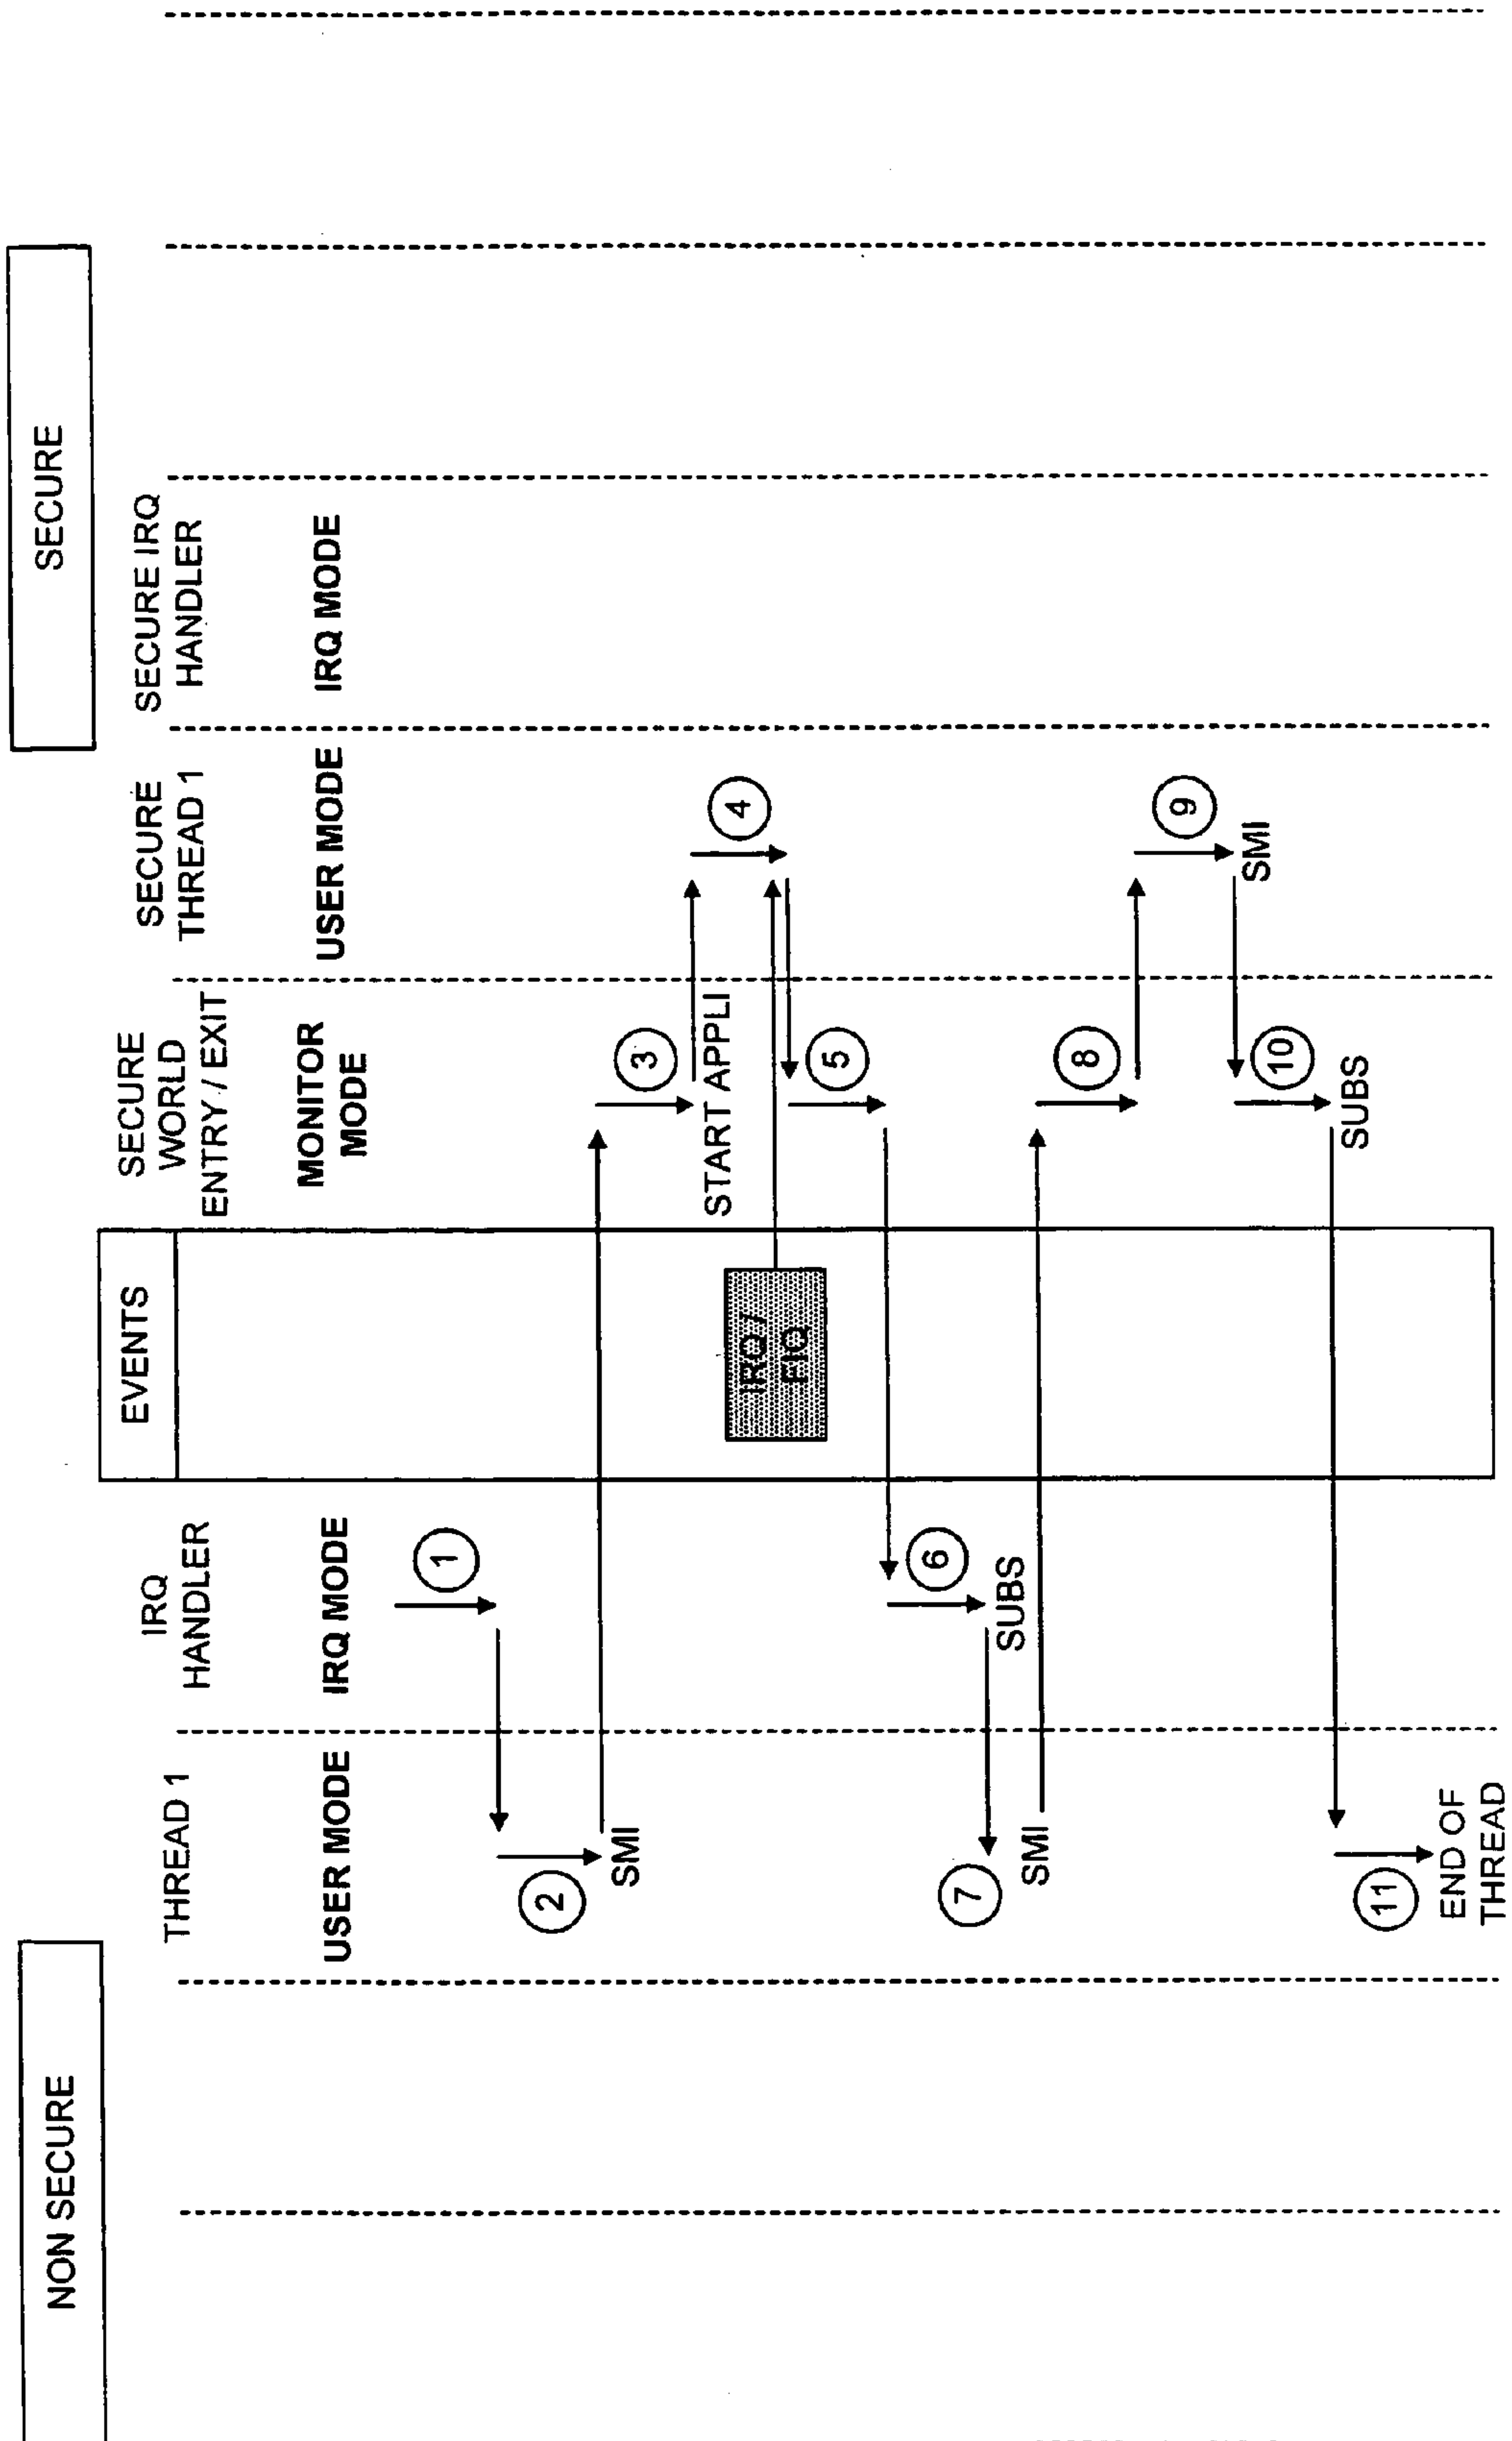 NON SECURE
SECURE
THREAD 1
USER MODE
IRQ
HANDLER
IRQ MODE
EVENTS
SECURE
WORLD
ENTRY / EXIT
MONITOR
MODE
SECURE
THREAD 1
USER MODE
SECURE IRQ
HANDLER
IRQ MODE
1
2
SMI
3
START APPLI
4
IRQ /
FIQ
5
6
SUBS
7
SMI
8
9
SMI
10
SUBS
11
END OF
THREAD